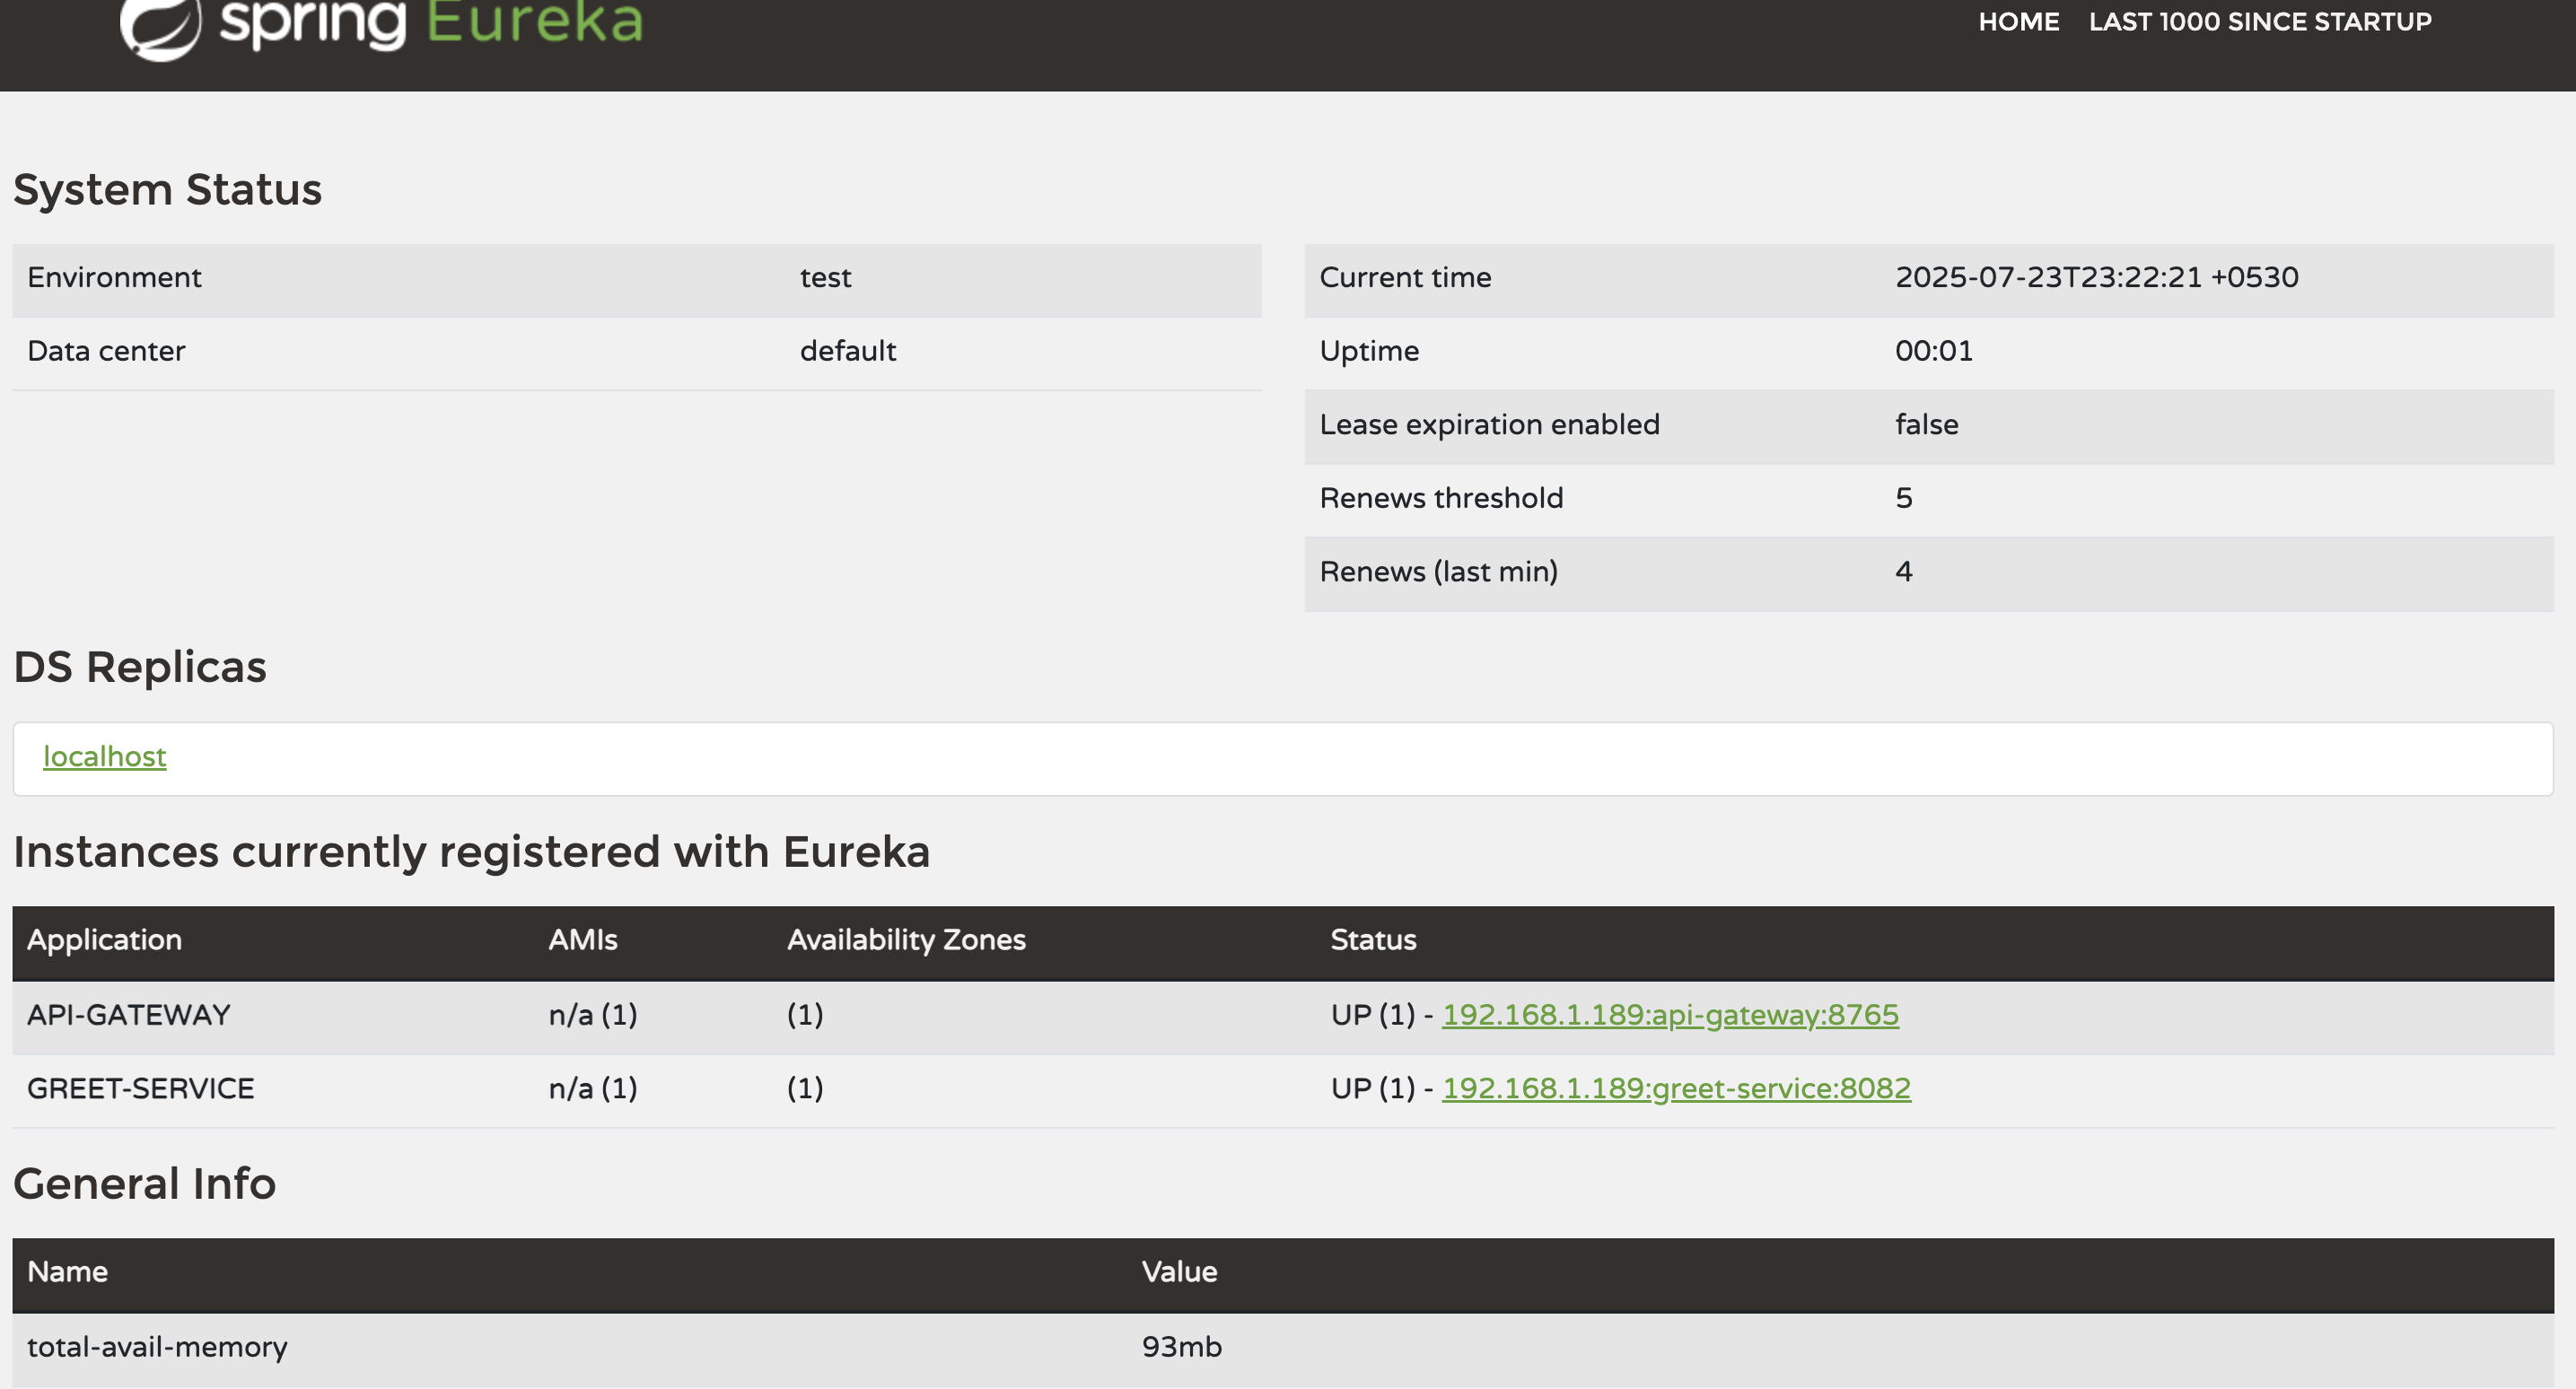 spring Eureka
HOME LAST 1000 SINCE STARTUP
System Status
Environment test
Data center default
Current time 2025-07-23T23:22:21 +0530
Uptime 00:01
Lease expiration enabled false
Renews threshold 5
Renews (last min) 4
DS Replicas
localhost
Instances currently registered with Eureka
Application AMIs Availability Zones Status
API-GATEWAY n/a (1) (1) UP (1) - 192.168.1.189:api-gateway:8765
GREET-SERVICE n/a (1) (1) UP (1) - 192.168.1.189:greet-service:8082
General Info
Name Value
total-avail-memory 93mb